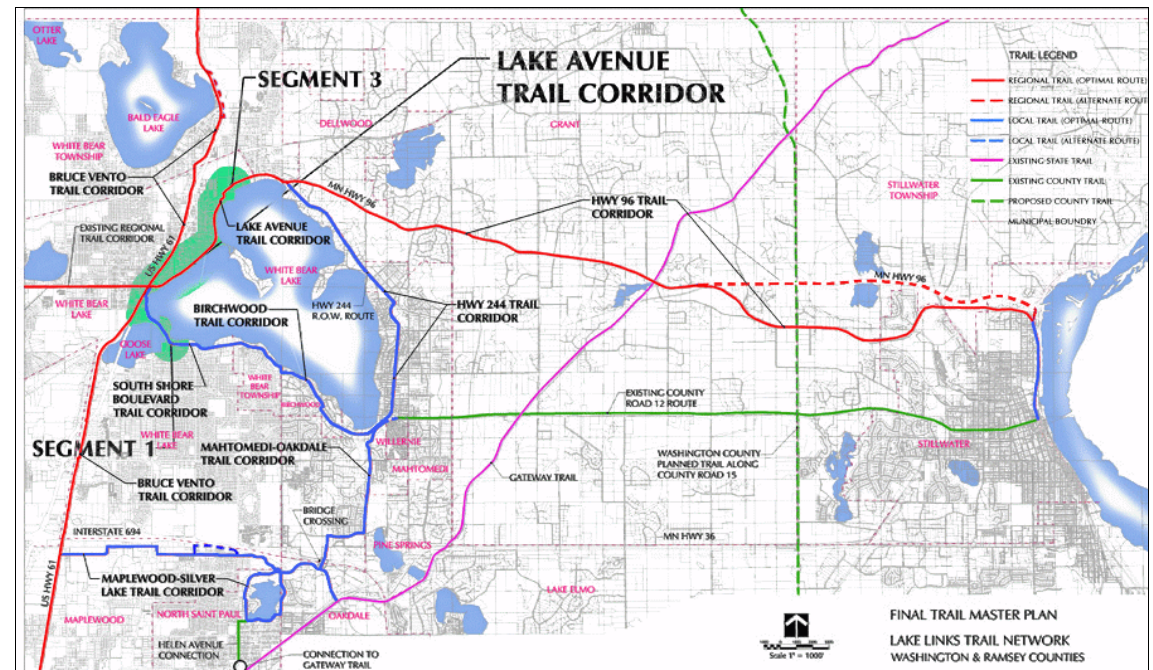 OTTER
LAKE
SEGMENT 3
LAKE AVENUE
TRAIL CORRIDOR
TRAIL LEGEND
REGIONAL TRAIL (OPTIMAL ROUTE)
REGIONAL TRAIL (ALTERNATE ROUT
LOCAL TRAIL (OPTIMAL ROUTE)
LOCAL TRAIL (ALTERNATE ROUTE)
EXISTING STATE TRAIL
EXISTING COUNTY TRAIL
PROPOSED COUNTY TRAIL
MUNICIPAL BOUNDRY
BALD EAGLE
LAKE
DELLWOOD
GRANT
WHITE BEAR
TOWNSHIP
BRUCE VENTO
TRAIL CORRIDOR
STILLWATER
TOWNSHIP
MN HWY 96
HWY 96 TRAIL
CORRIDOR
EXISTING REGIONAL
TRAIL CORRIDOR
LAKE AVENUE
TRAIL CORRIDOR
US HWY 61
WHITE BEAR
LAKE
MN HWY 96
WHITE BEAR
LAKE
BIRCHWOOD
TRAIL CORRIDOR
HWY 244
R.O.W. ROUTE
HWY 244 TRAIL
CORRIDOR
GOOSE
LAKE
SOUTH SHORE
BOULEVARD
TRAIL CORRIDOR
WHITE
BEAR
TOWNSHIP
BIRCHWOOD
EXISTING COUNTY
ROAD 12 ROUTE
WHITE BEAR
LAKE
SEGMENT 1
MAHTOMEDI-OAKDALE
TRAIL CORRIDOR
WILLERNIE
MAHTOMEDI
STILLWATER
WASHINGTON COUNTY
PLANNED TRAIL ALONG
COUNTY ROAD 15
GATEWAY TRAIL
BRUCE VENTO
TRAIL CORRIDOR
BRIDGE
CROSSING
INTERSTATE 694
MN HWY 36
PINE SPRINGS
US HWY 61
MAPLEWOOD-SILVER
LAKE TRAIL CORRIDOR
LAKE ELMO
MAPLEWOOD
NORTH SAINT PAUL
OAKDALE
HELEN AVENUE
CONNECTION
CONNECTION TO
GATEWAY TRAIL
Scale 1" = 1000'
FINAL TRAIL MASTER PLAN
LAKE LINKS TRAIL NETWORK
WASHINGTON & RAMSEY COUNTIES